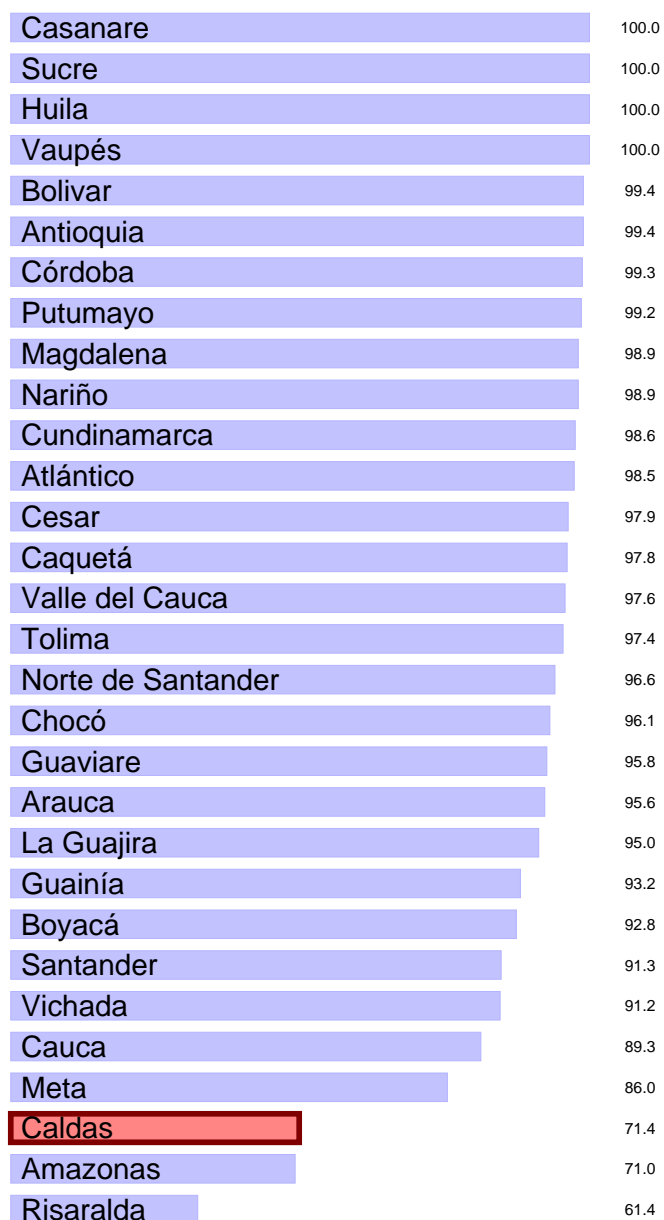 Casanare 100.0
Sucre 100.0
Huila 100.0
Vaupés 100.0
Bolivar 99.4
Antioquia 99.4
Córdoba 99.3
Putumayo 99.2
Magdalena 98.9
Nariño 98.9
Cundinamarca 98.6
Atlántico 98.5
Cesar 97.9
Caquetá 97.8
Valle del Cauca 97.6
Tolima 97.4
Norte de Santander 96.6
Chocó 96.1
Guaviare 95.8
Arauca 95.6
La Guajira 95.0
Guainía 93.2
Boyacá 92.8
Santander 91.3
Vichada 91.2
Cauca 89.3
Meta 86.0
Caldas 71.4
Amazonas 71.0
Risaralda 61.4